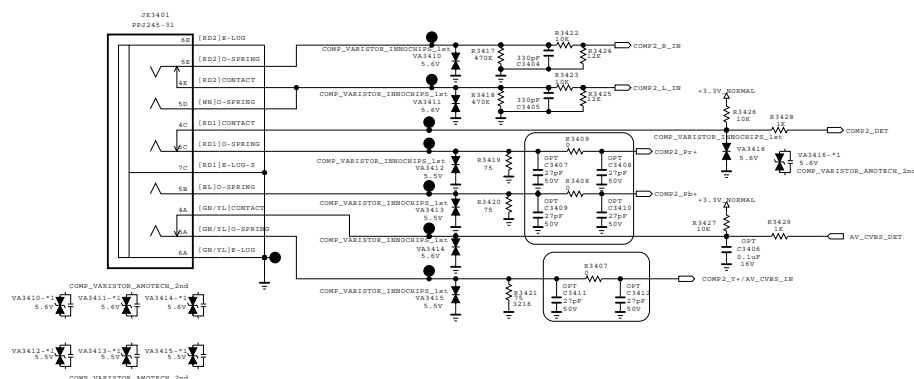 JK3401
PPJ245-31
6E [RD2]E-LUG
5E [RD2]O-SPRING
4E [RD2]CONTACT
5D [WH]O-SPRING
4C [RD1]CONTACT
5C [RD1]O-SPRING
7C [RD1]E-LUG-S
5B [BL]O-SPRING
4A [GN/YL]CONTACT
5A [GN/YL]O-SPRING
6A [GN/YL]E-LUG
COMP_VARISTOR_INNOCHIPS_1st
VA3410
5.6V
R3417
470K
330pF
C3404
R3422
10K
R3424
12K
COMP2_R_IN
COMP_VARISTOR_INNOCHIPS_1st
VA3411
5.6V
R3418
470K
330pF
C3405
R3423
10K
R3425
12K
COMP2_L_IN
+3.3V_NORMAL
R3426
10K
R3428
1K
COMP2_DET
COMP_VARISTOR_INNOCHIPS_1st
VA3416
5.6V
VA3416-*1
5.6V
COMP_VARISTOR_AMOTECH_2nd
COMP_VARISTOR_INNOCHIPS_1st
VA3412
5.5V
R3419
75
OPT
C3407
27pF
50V
R3409
0
OPT
C3408
27pF
50V
COMP2_Pr+
COMP_VARISTOR_INNOCHIPS_1st
VA3413
5.5V
R3420
75
OPT
C3409
27pF
50V
R3408
0
OPT
C3410
27pF
50V
COMP2_Pb+
+3.3V_NORMAL
R3427
10K
R3429
1K
AV_CVBS_DET
OPT
C3406
0.1uF
16V
COMP_VARISTOR_INNOCHIPS_1st
VA3414
5.6V
COMP_VARISTOR_INNOCHIPS_1st
VA3415
5.5V
R3421
75
3216
OPT
C3411
27pF
50V
R3407
0
OPT
C3412
27pF
50V
COMP2_Y+/AV_CVBS_IN
COMP_VARISTOR_AMOTECH_2nd
VA3410-*1 VA3411-*1 VA3414-*1
5.6V 5.6V 5.6V
VA3412-*1 VA3413-*1 VA3415-*1
5.5V 5.5V 5.5V
COMP_VARISTOR_AMOTECH_2nd